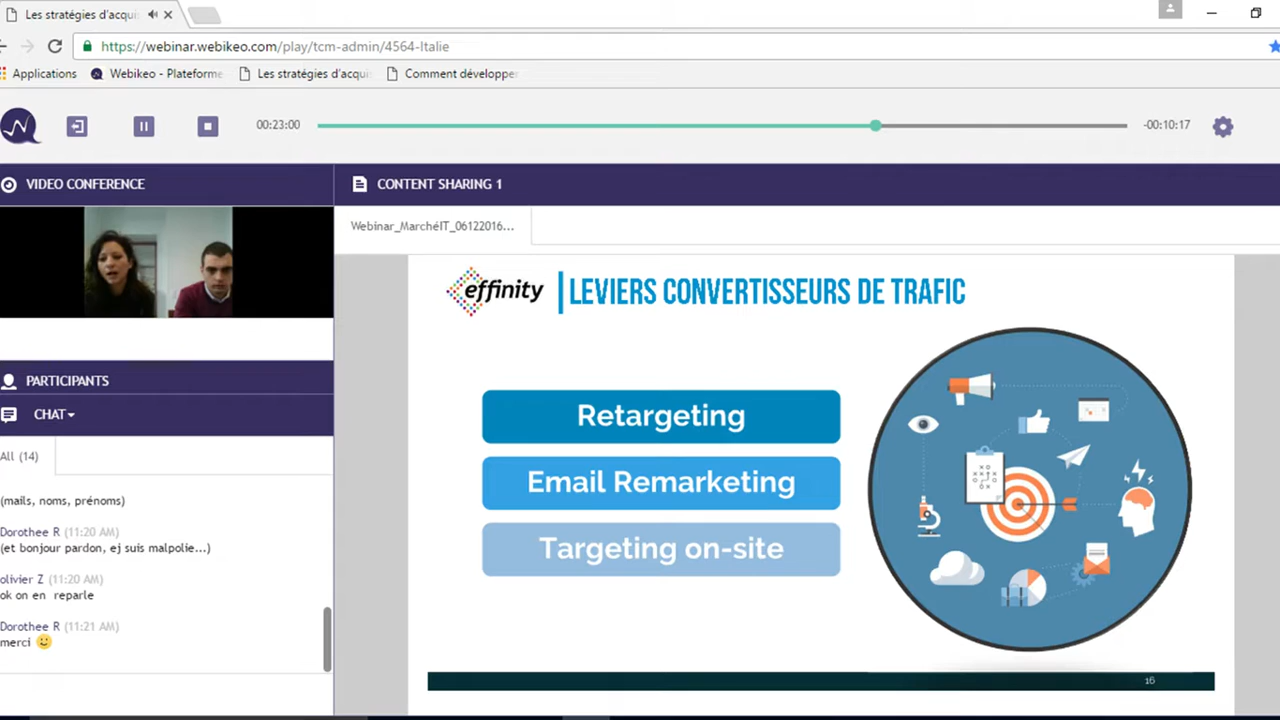 Les stratégies d'acquis
https://webinar.webikeo.com/play/tcm-admin/4564-Italie
Applications
Webikeo - Plateforme
Les stratégies d'acquis
Comment développer
00:23:00
-00:10:17
VIDEO CONFERENCE
CONTENT SHARING 1
Webinar_MarchéIT_06122016...
effinity
LEVIERS CONVERTISSEURS DE TRAFIC
Retargeting
Email Remarketing
Targeting on-site
16
PARTICIPANTS
CHAT
All (14)
(mails, noms, prénoms)
Dorothee R (11:20 AM)
(et bonjour pardon, ej suis malpolie...)
olivier Z (11:20 AM)
ok on en reparle
Dorothee R (11:21 AM)
merci